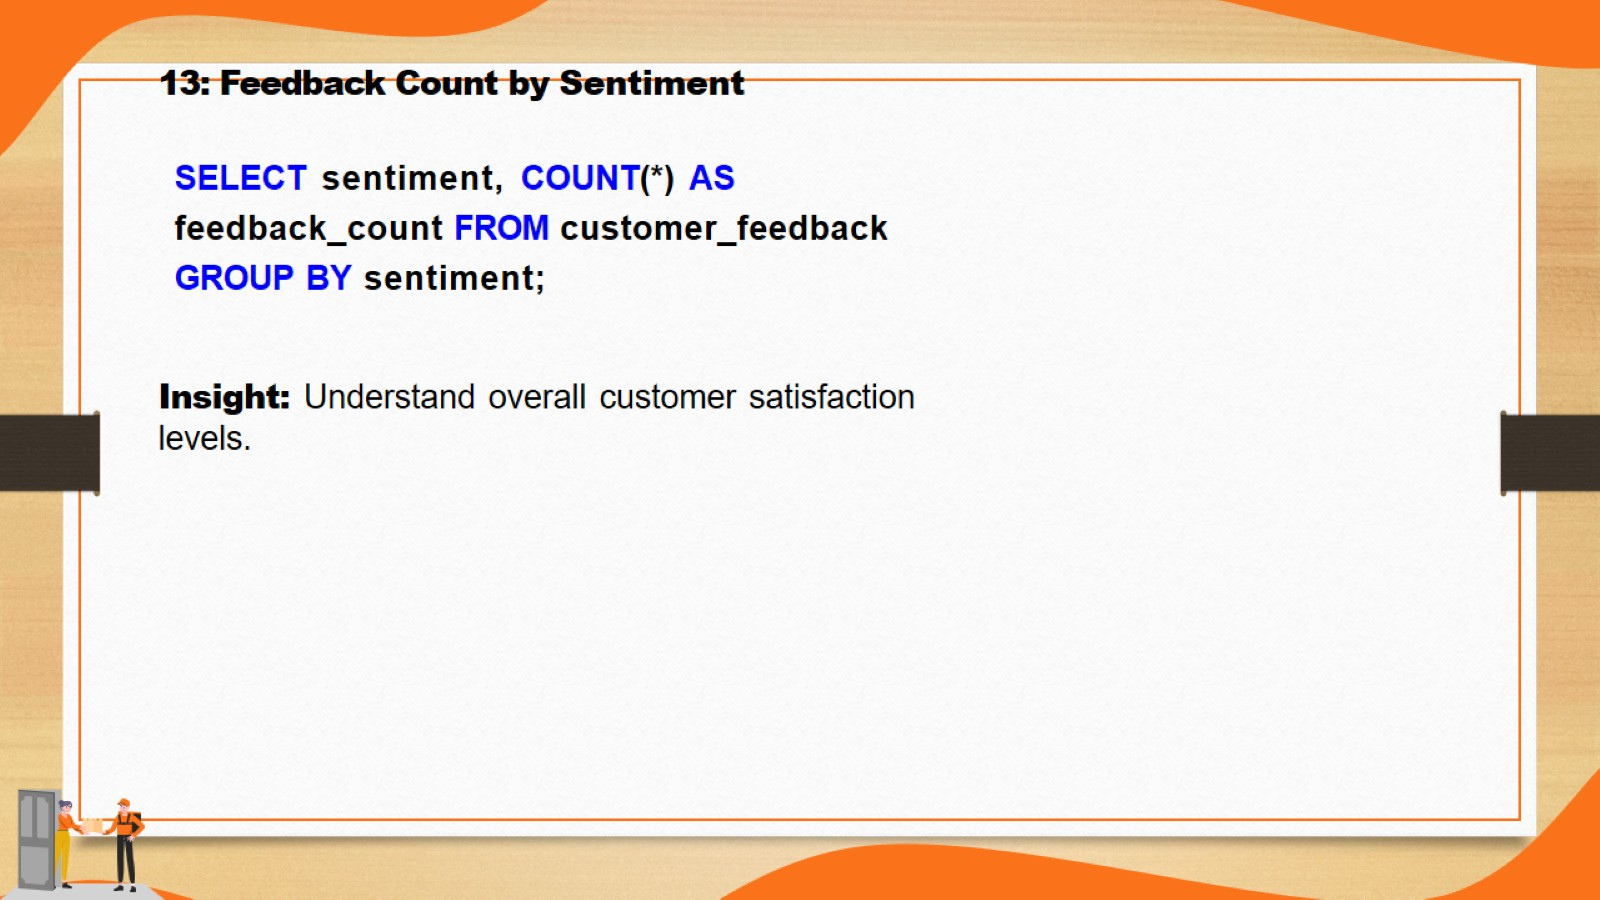 13: Feedback Count by Sentiment
SELECT sentiment, COUNT(*) AS
feedback_count FROM customer_feedback
GROUP BY sentiment;
Insight: Understand overall customer satisfaction
levels.